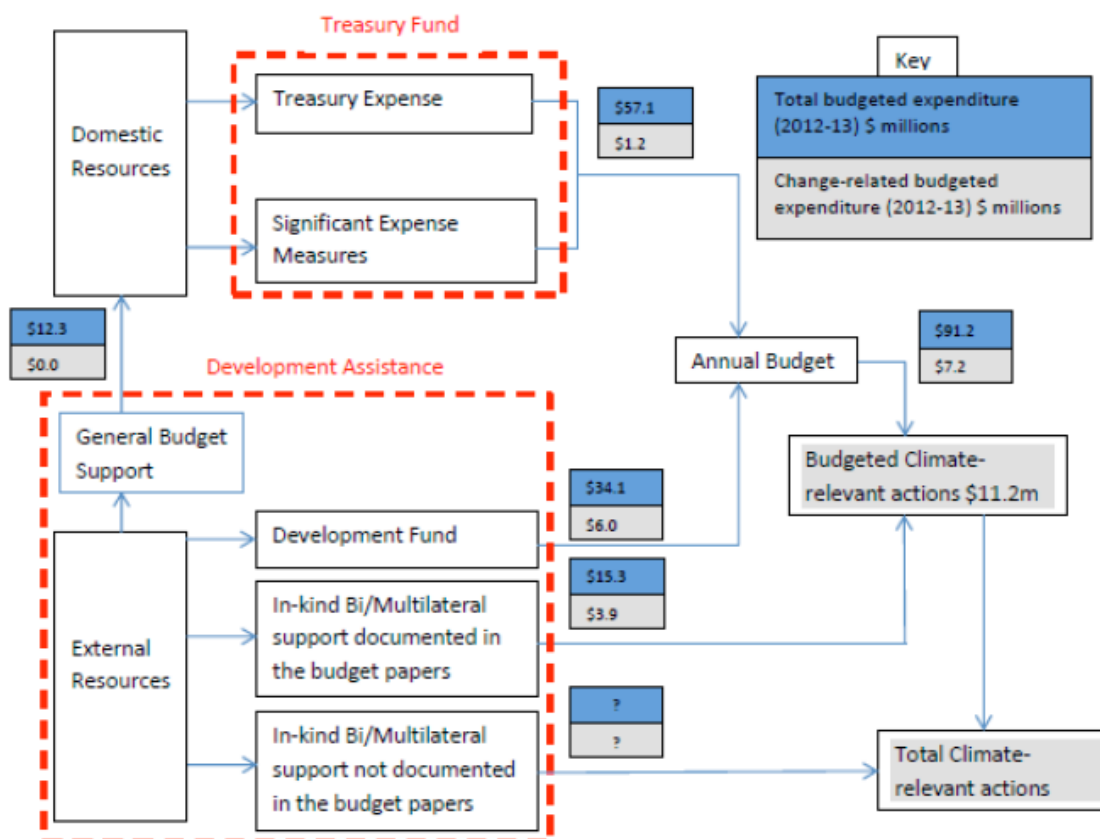 Treasury Fund
Key
Total budgeted expenditure
(2012-13) $ millions
Change-related budgeted
expenditure (2012-13) $ millions
Domestic
Resources
Treasury Expense
Significant Expense
Measures
$57.1
$1.2
$12.3
$0.0
Annual Budget
$91.2
$7.2
Development Assistance
General Budget
Support
Budgeted Climate-
relevant actions $11.2m
$34.1
$6.0
Development Fund
$15.3
$3.9
In-kind Bi/Multilateral
support documented in
the budget papers
External
Resources
?
?
In-kind Bi/Multilateral
support not documented
in the budget papers
Total Climate-
relevant actions